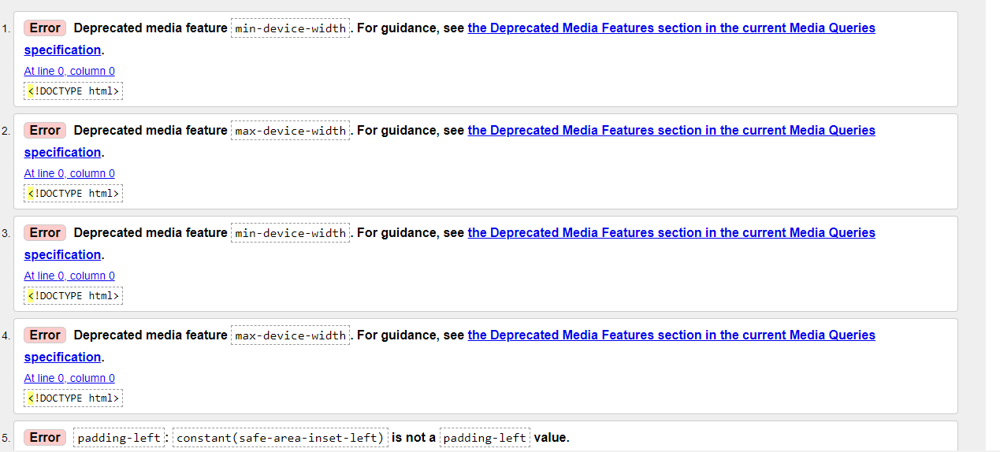 1. Error Deprecated media feature min-device-width. For guidance, see the Deprecated Media Features section in the current Media Queries
specification.
At line 0, column 0
<!DOCTYPE html>
2. Error Deprecated media feature max-device-width. For guidance, see the Deprecated Media Features section in the current Media Queries
specification.
At line 0, column 0
<!DOCTYPE html>
3. Error Deprecated media feature min-device-width. For guidance, see the Deprecated Media Features section in the current Media Queries
specification.
At line 0, column 0
<!DOCTYPE html>
4. Error Deprecated media feature max-device-width. For guidance, see the Deprecated Media Features section in the current Media Queries
specification.
At line 0, column 0
<!DOCTYPE html>
5. Error padding-left: constant(safe-area-inset-left) is not a padding-left value.